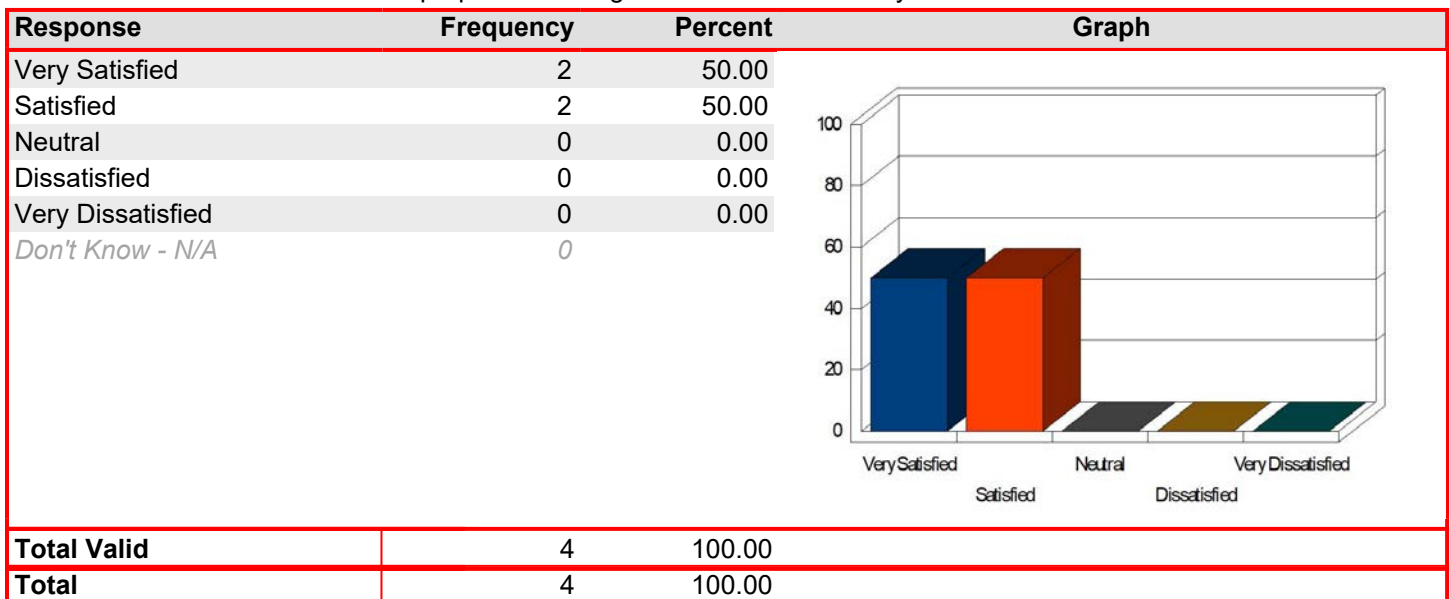 Response Frequency Percent Graph
Very Satisfied 2 50.00
Satisfied 2 50.00
Neutral 0 0.00
Dissatisfied 0 0.00
Very Dissatisfied 0 0.00
Don't Know - N/A 0
100
80
60
40
20
0
Very Satisfied Neutral Very Dissatisfied
Satisfied Dissatisfied
Total Valid 4 100.00
Total 4 100.00